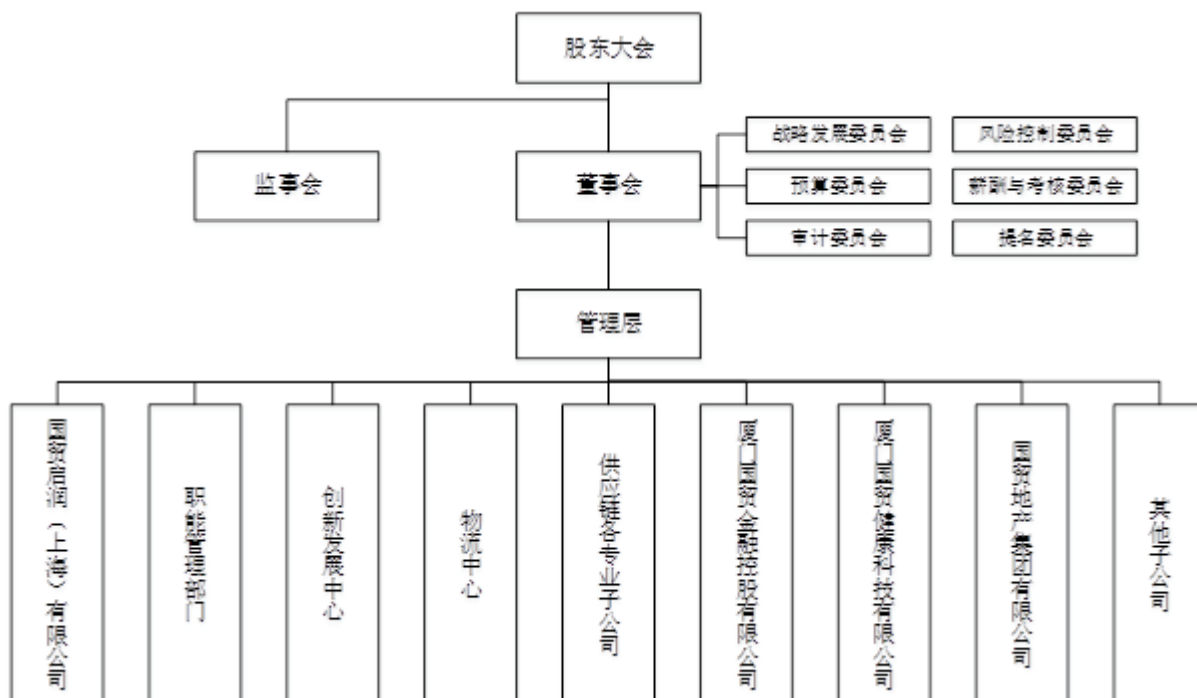 股东大会
监事会
董事会
战略发展委员会
风险控制委员会
预算委员会
薪酬与考核委员会
审计委员会
提名委员会
管理层
国贸启润(上海)有限公司
职能管理部门
创新发展中心
物流中心
供应链各专业子公司
厦门国贸金融控股有限公司
厦门国贸健康科技有限公司
国贸地产集团有限公司
其他子公司